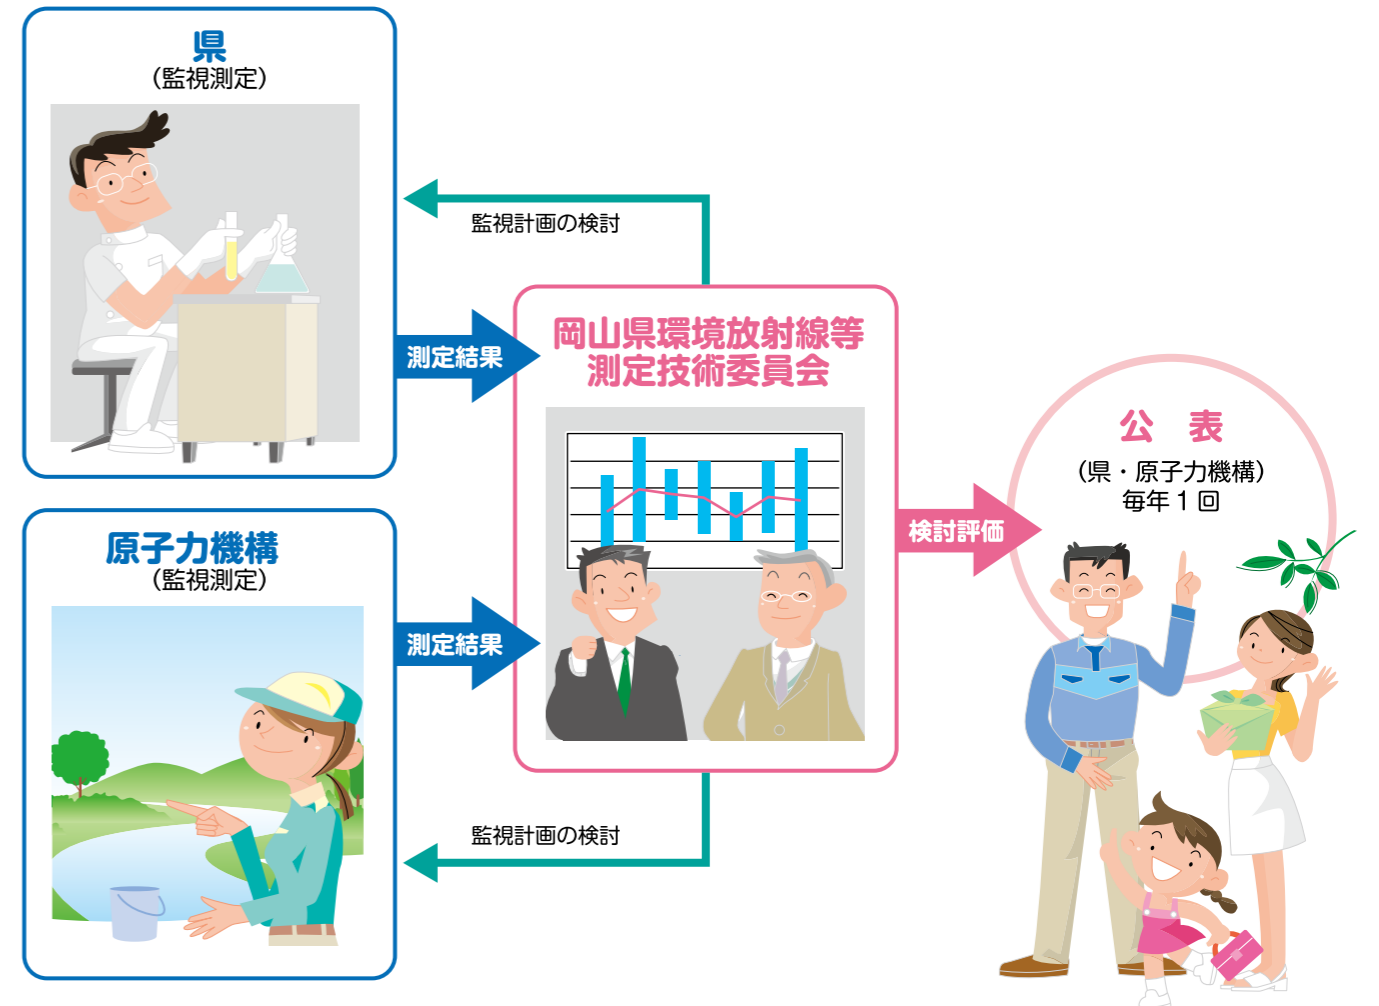 県
（監視測定）
監視計画の検討
測定結果
岡山県環境放射線等
測定技術委員会
公 表
（県・原子力機構）
毎年１回
検討評価
原子力機構
（監視測定）
測定結果
監視計画の検討